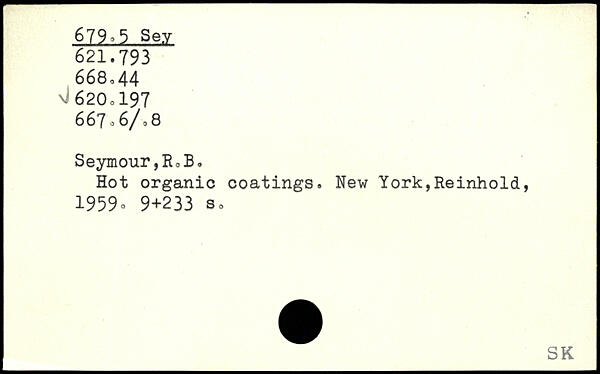 679.5 Sey
621.793
668.44
√620.197
667.6/.8
Seymour,R.B.
Hot organic coatings. New York,Reinhold,
1959. 9+233 s.
SK